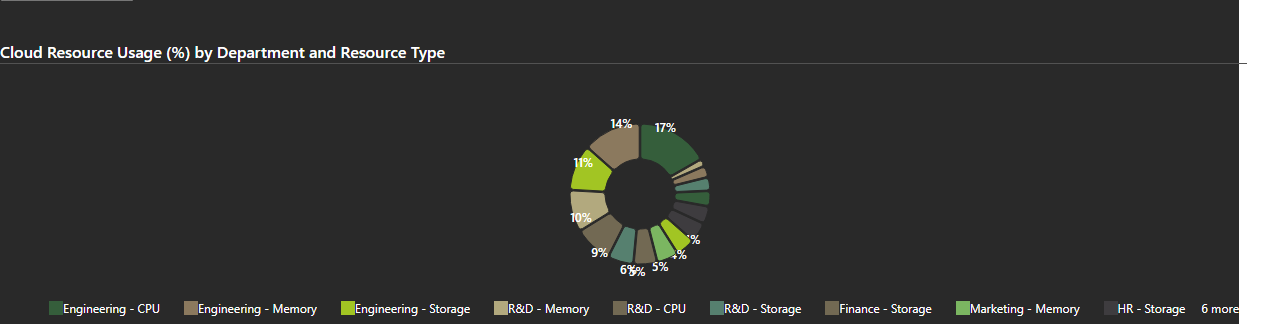 Cloud Resource Usage (%) by Department and Resource Type
14%
17%
11%
10%
9%
6%
5%
Engineering - CPU
Engineering - Memory
Engineering - Storage
R&D - Memory
R&D - CPU
R&D - Storage
Finance - Storage
Marketing - Memory
HR - Storage
6 more